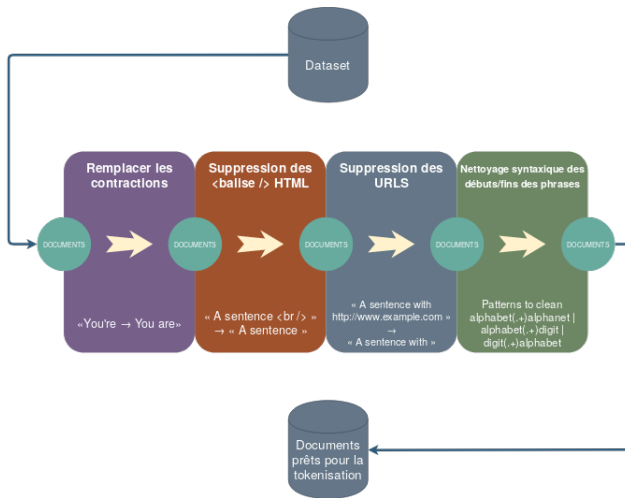 Dataset
Remplacer les
contractions
Suppression des
<balise /> HTML
Suppression des
URLS
Nettoyage syntaxique des
débuts/fins des phrases
DOCUMENTS
DOCUMENTS
DOCUMENTS
DOCUMENTS
DOCUMENTS
«You're → You are»
« A sentence <br /> »
→ « A sentence »
« A sentence with
http://www.example.com »
→
« A sentence with »
Patterns to clean
alphabet(.+)alphanet |
alphabet(.+)digit |
digit(.+)alphabet
Documents
prêts pour la
tokenisation